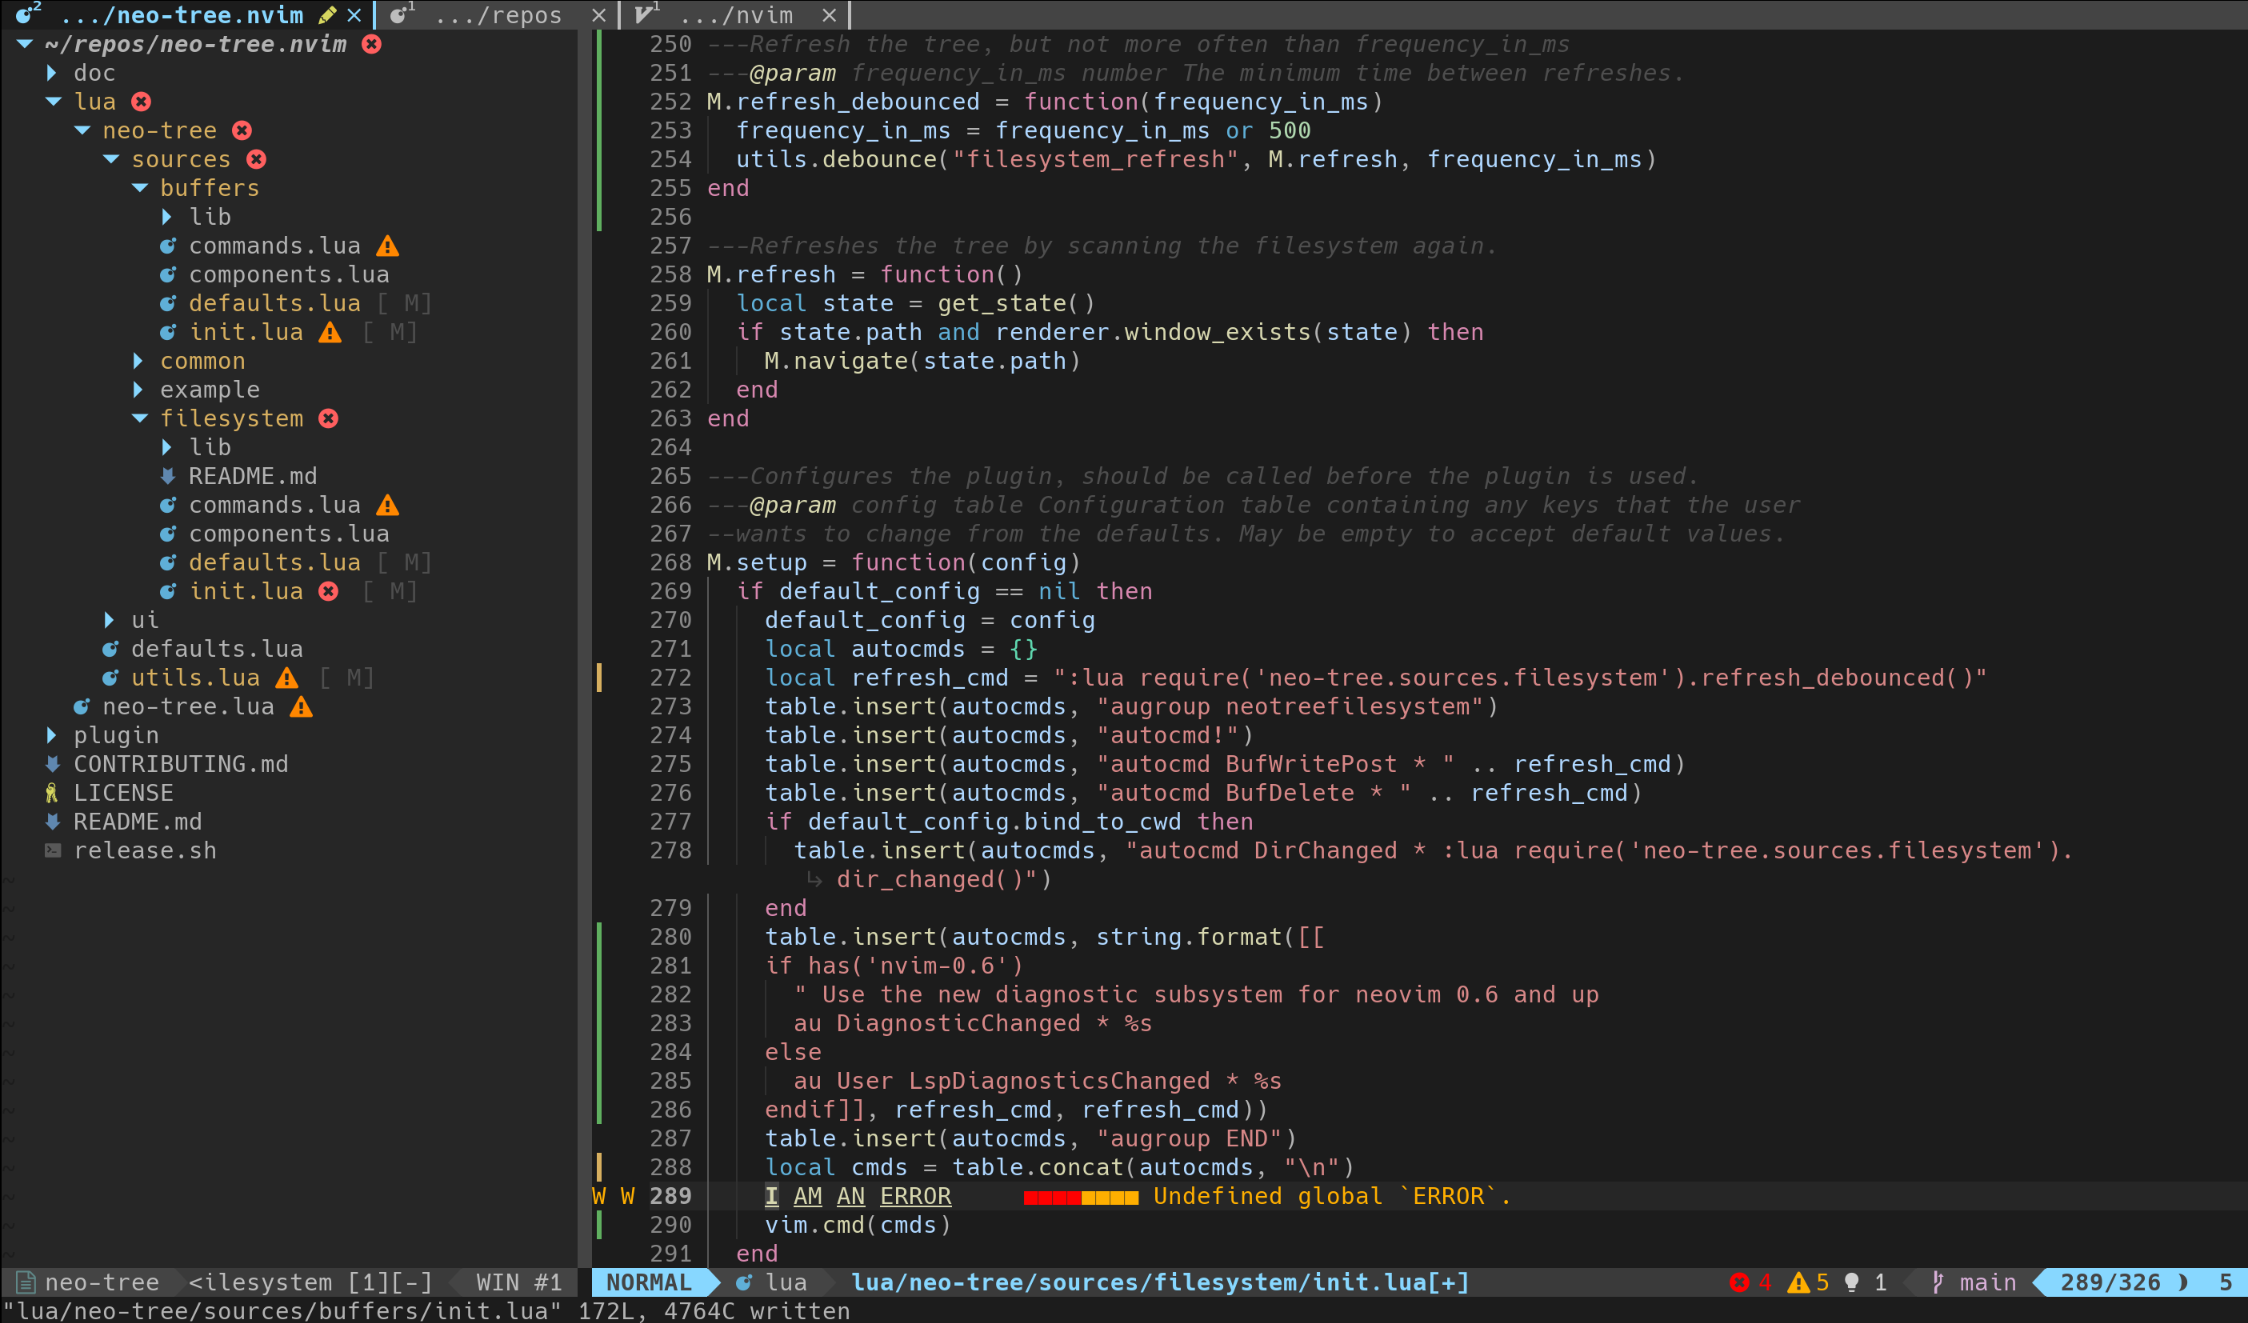 2 .../neo-tree.nvim ×
1 .../repos ×
1 .../nvim ×
~/repos/neo-tree.nvim
doc
lua
neo-tree
sources
buffers
lib
commands.lua
components.lua
defaults.lua [ M]
init.lua [ M]
common
example
filesystem
lib
README.md
commands.lua
components.lua
defaults.lua [ M]
init.lua [ M]
ui
defaults.lua
utils.lua [ M]
neo-tree.lua
plugin
CONTRIBUTING.md
LICENSE
README.md
release.sh
250 ---Refresh the tree, but not more often than frequency_in_ms
251 ---@param frequency_in_ms number The minimum time between refreshes.
252 M.refresh_debounced = function(frequency_in_ms)
253   frequency_in_ms = frequency_in_ms or 500
254   utils.debounce("filesystem_refresh", M.refresh, frequency_in_ms)
255 end
256
257 ---Refreshes the tree by scanning the filesystem again.
258 M.refresh = function()
259   local state = get_state()
260   if state.path and renderer.window_exists(state) then
261     M.navigate(state.path)
262   end
263 end
264
265 ---Configures the plugin, should be called before the plugin is used.
266 ---@param config table Configuration table containing any keys that the user
267 --wants to change from the defaults. May be empty to accept default values.
268 M.setup = function(config)
269   if default_config == nil then
270     default_config = config
271     local autocmds = {}
272     local refresh_cmd = ":lua require('neo-tree.sources.filesystem').refresh_debounced()"
273     table.insert(autocmds, "augroup neotreefilesystem")
274     table.insert(autocmds, "autocmd!")
275     table.insert(autocmds, "autocmd BufWritePost * " .. refresh_cmd)
276     table.insert(autocmds, "autocmd BufDelete * " .. refresh_cmd)
277     if default_config.bind_to_cwd then
278       table.insert(autocmds, "autocmd DirChanged * :lua require('neo-tree.sources.filesystem').
↳ dir_changed()")
279     end
280     table.insert(autocmds, string.format([[
281     if has('nvim-0.6')
282       " Use the new diagnostic subsystem for neovim 0.6 and up
283       au DiagnosticChanged * %s
284     else
285       au User LspDiagnosticsChanged * %s
286     endif]], refresh_cmd, refresh_cmd))
287     table.insert(autocmds, "augroup END")
288     local cmds = table.concat(autocmds, "\n")
W W 289     I AM AN ERROR     ■■■■■■■■ Undefined global `ERROR`.
290     vim.cmd(cmds)
291   end
neo-tree <ilesystem [1][-] WIN #1
NORMAL lua lua/neo-tree/sources/filesystem/init.lua[+] 4 5 1 main 289/326 5
"lua/neo-tree/sources/buffers/init.lua" 172L, 4764C written